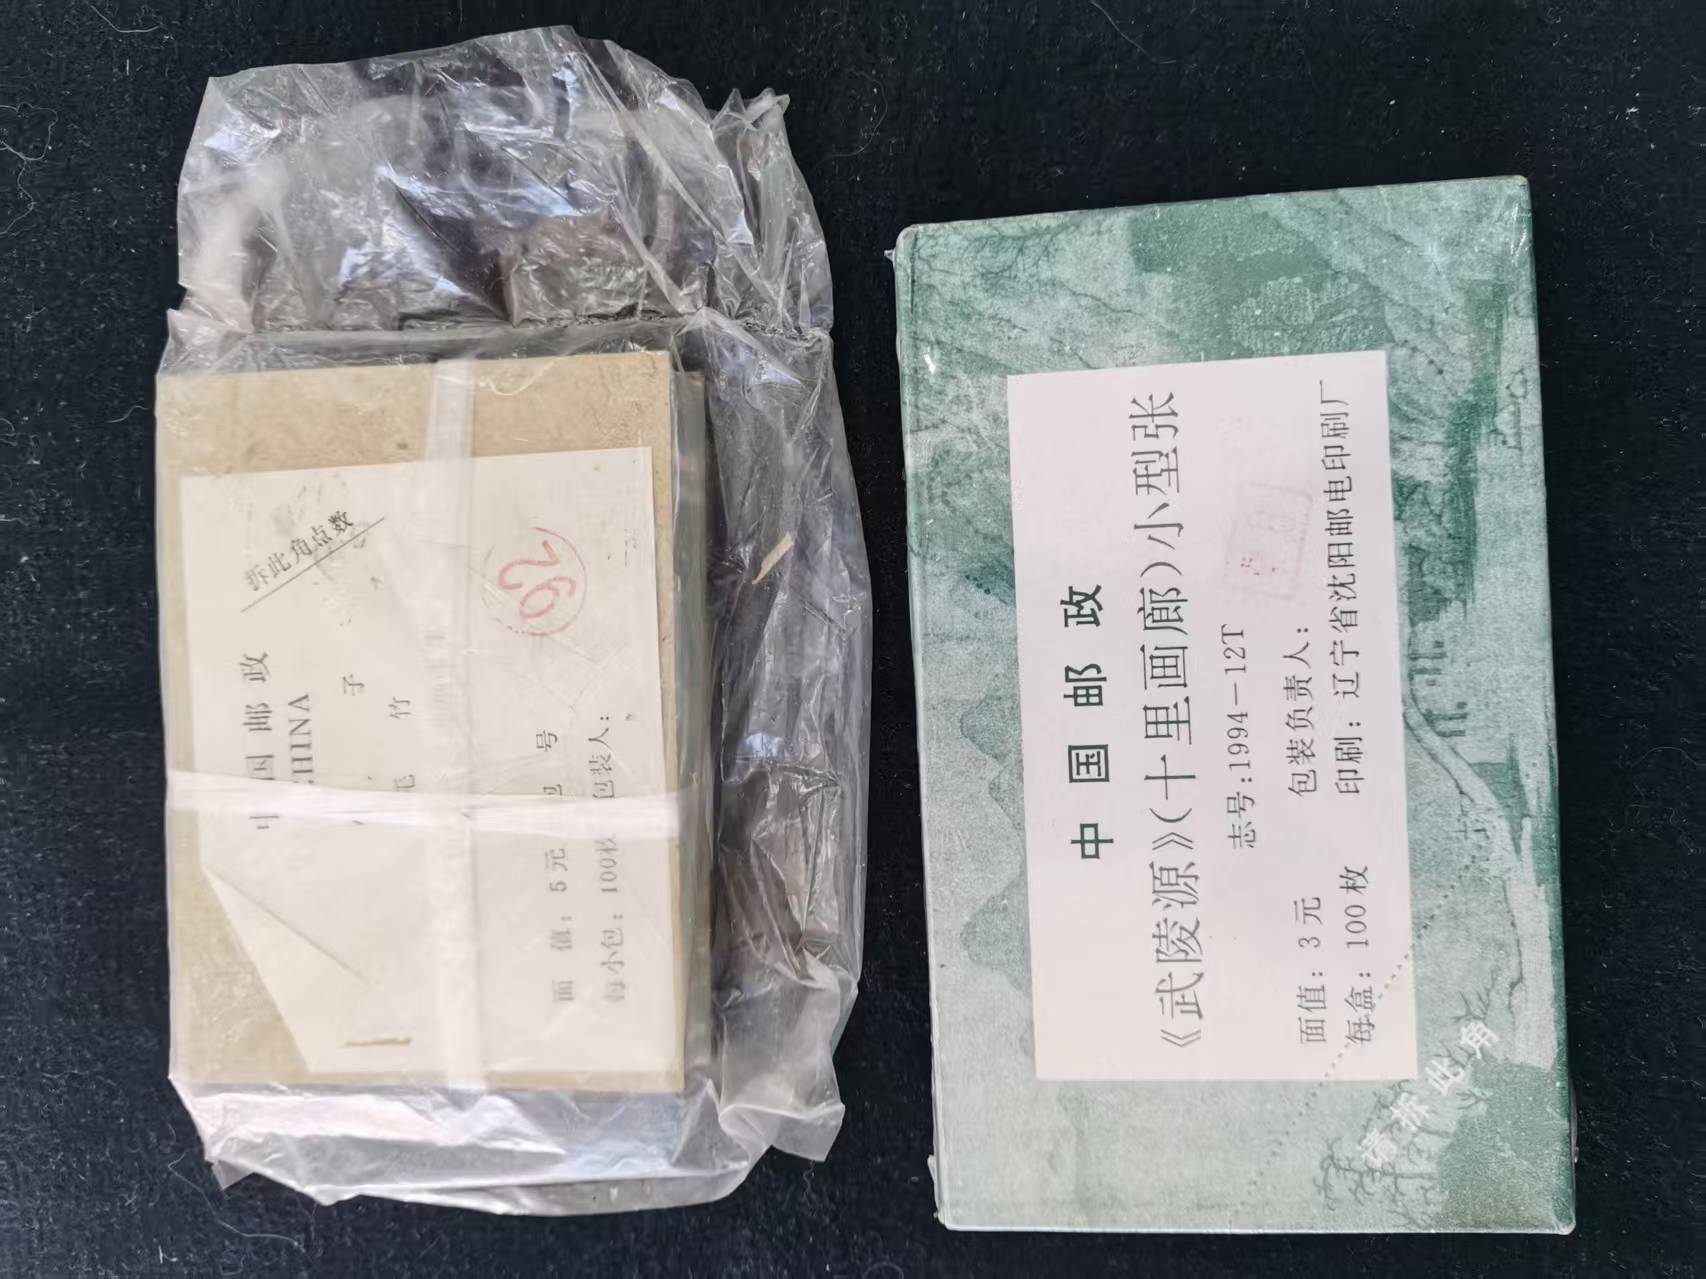 拆此角点数
中国邮政
CHINA
子
毛竹
包号
面值：5元
每小包：100枚 包装人：
92
中国邮政
《武陵源》（十里画廊）小型张
志号：1994－12T
面值：3元 包装负责人：
每盒：100枚 印刷：辽宁省沈阳邮电印刷厂
请拆此角